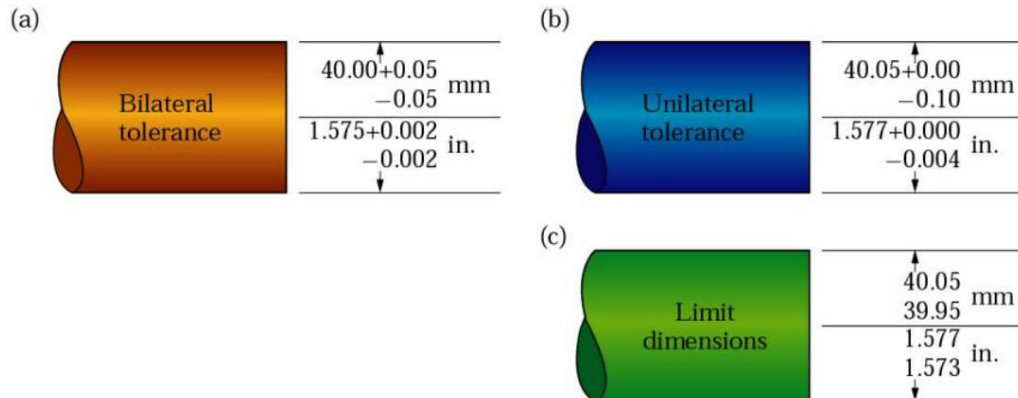 (a)
Bilateral
tolerance
40.00+0.05
−0.05
mm
1.575+0.002
−0.002
in.
(b)
Unilateral
tolerance
40.05+0.00
−0.10
mm
1.577+0.000
−0.004
in.
(c)
Limit
dimensions
40.05
39.95
mm
1.577
1.573
in.